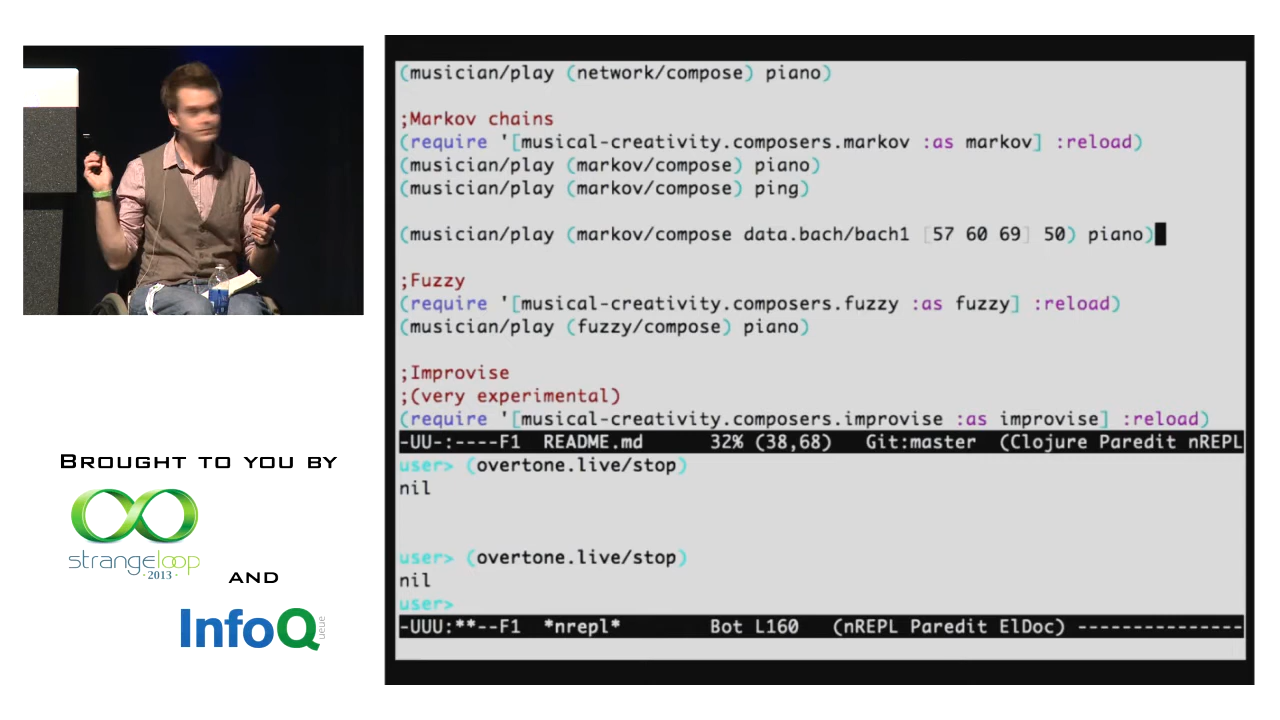 (musician/play (network/compose) piano)
;Markov chains
(require '[musical-creativity.composers.markov :as markov] :reload)
(musician/play (markov/compose) piano)
(musician/play (markov/compose) ping)
(musician/play (markov/compose data.bach/bach1 [57 60 69] 50) piano)
;Fuzzy
(require '[musical-creativity.composers.fuzzy :as fuzzy] :reload)
(musician/play (fuzzy/compose) piano)
;Improvise
;(very experimental)
(require '[musical-creativity.composers.improvise :as improvise] :reload)
-UU-:----F1 README.md 32% (38,68) Git:master (Clojure Paredit nREPL
user> (overtone.live/stop)
nil
user> (overtone.live/stop)
nil
user>
-UUU:**--F1 *nrepl* Bot L160 (nREPL Paredit ElDoc) ---------------
BROUGHT TO YOU BY
strangeloop
·2013·
AND
InfoQ